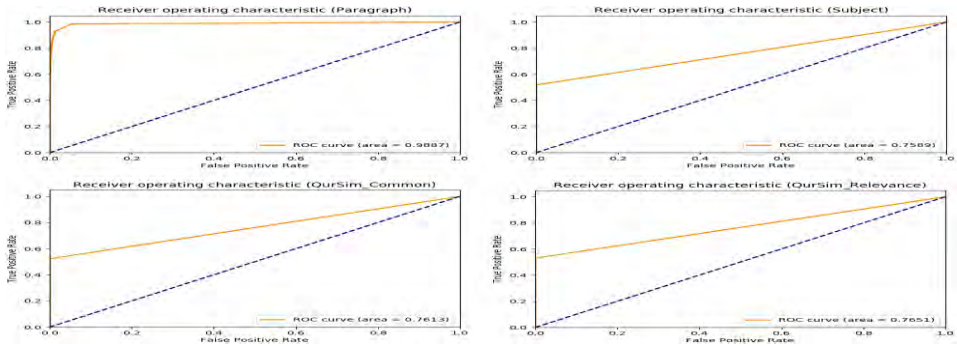 Receiver operating characteristic (Paragraph)
1.0
0.8
0.6
0.4
0.2
0.0
True Positive Rate
ROC curve (area = 0.9887)
0.0 0.2 0.4 0.6 0.8 1.0
False Positive Rate
Receiver operating characteristic (Subject)
1.0
0.8
0.6
0.4
0.2
0.0
True Positive Rate
ROC curve (area = 0.7589)
0.0 0.2 0.4 0.6 0.8 1.0
False Positive Rate
Receiver operating characteristic (QurSim_Common)
1.0
0.8
0.6
0.4
0.2
0.0
True Positive Rate
ROC curve (area = 0.7613)
0.0 0.2 0.4 0.6 0.8 1.0
False Positive Rate
Receiver operating characteristic (QurSim_Relevance)
1.0
0.8
0.6
0.4
0.2
0.0
True Positive Rate
ROC curve (area = 0.7651)
0.0 0.2 0.4 0.6 0.8 1.0
False Positive Rate